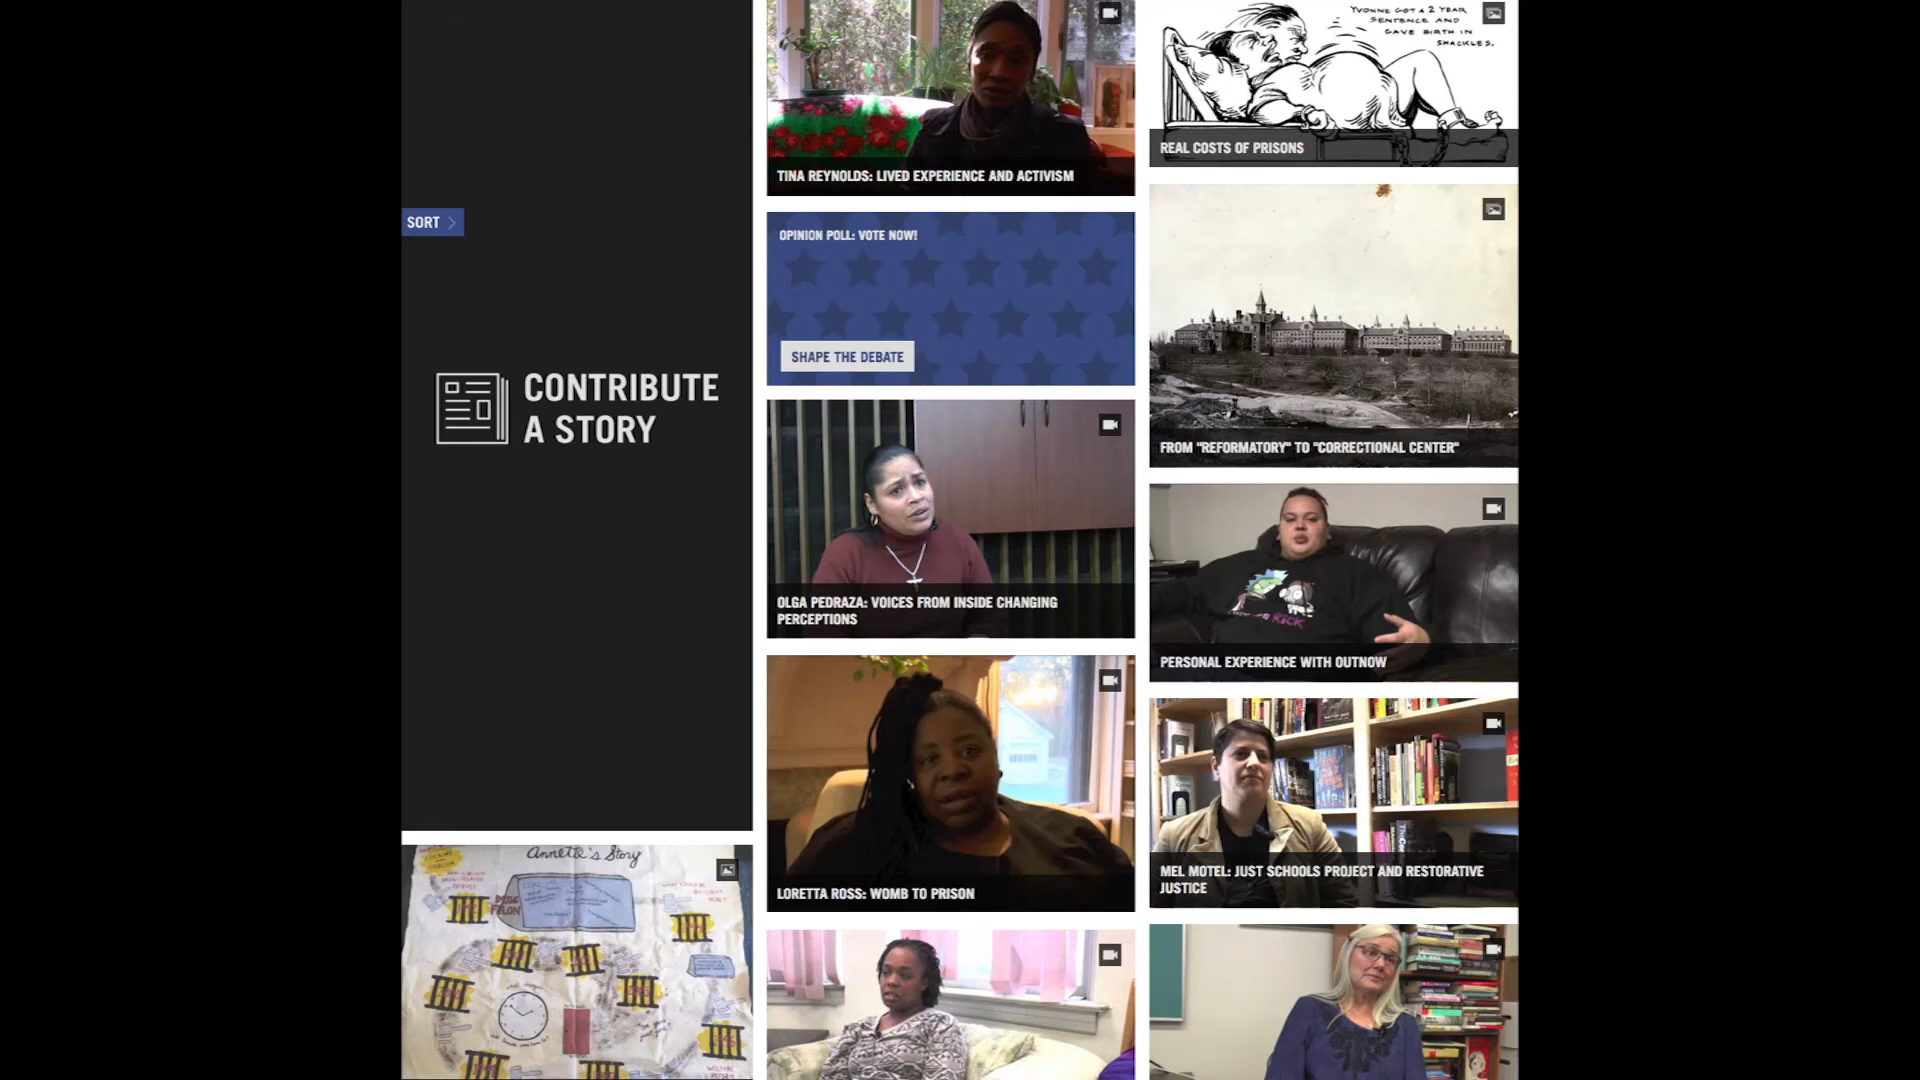 SORT
CONTRIBUTE
A STORY
Annette's Story
DRUG
FELON
TINA REYNOLDS: LIVED EXPERIENCE AND ACTIVISM
OPINION POLL: VOTE NOW!
SHAPE THE DEBATE
OLGA PEDRAZA: VOICES FROM INSIDE CHANGING
PERCEPTIONS
LORETTA ROSS: WOMB TO PRISON
YVONNE GOT A 2 YEAR
SENTENCE AND
GAVE BIRTH IN
SHACKLES.
REAL COSTS OF PRISONS
FROM "REFORMATORY" TO "CORRECTIONAL CENTER"
PERSONAL EXPERIENCE WITH OUTNOW
MEL MOTEL: JUST SCHOOLS PROJECT AND RESTORATIVE
JUSTICE